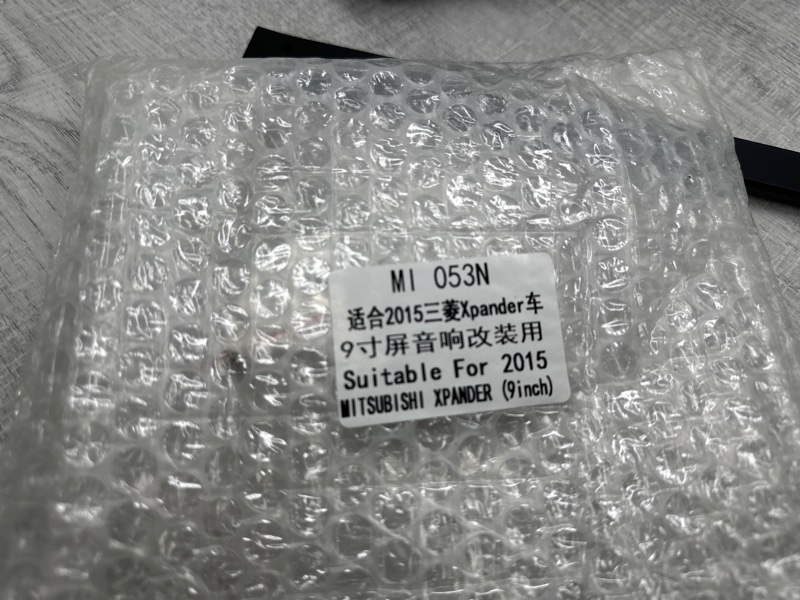 MI 053N
适合2015三菱Xpander车
9寸屏音响改装用
Suitable For 2015
MITSUBISHI XPANDER (9inch)